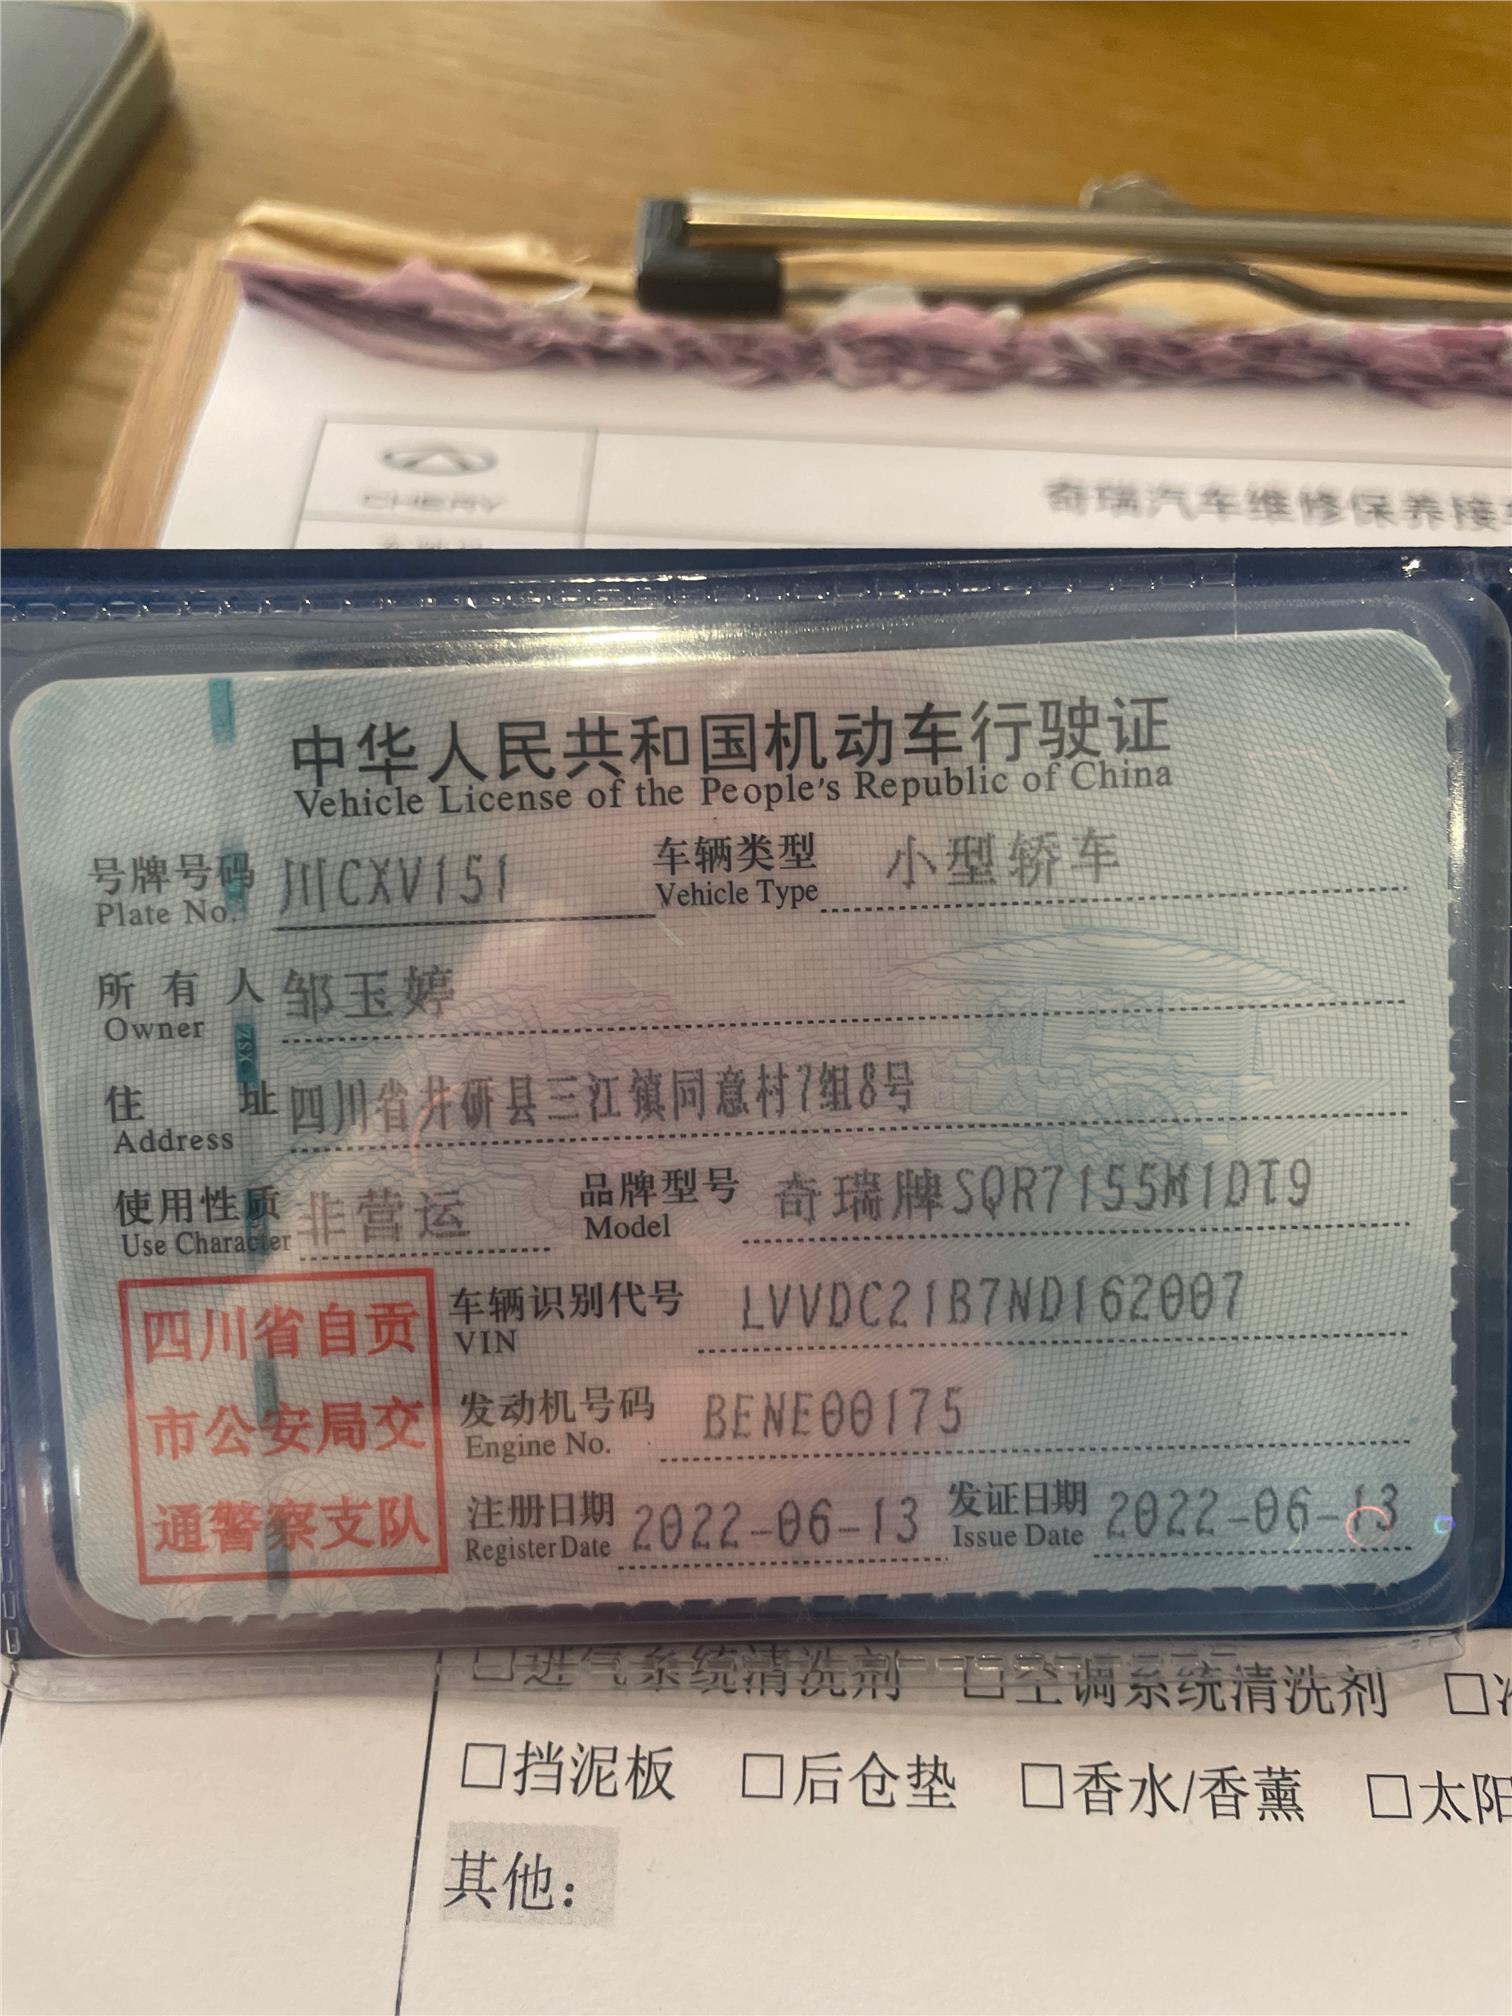 CHERY
奇瑞汽车维修保养接
中华人民共和国机动车行驶证
Vehicle License of the People's Republic of China
号牌号码 川CXV151 车辆类型 小型轿车
Plate No. Vehicle Type
所有人 邹玉婷
Owner
住址 四川省井研县三江镇同意村7组8号
Address
使用性质 非营运 品牌型号 奇瑞牌SQR7155M1DT9
Use Character Model
四川省自贡
市公安局交
通警察支队
车辆识别代号 LVVDC21B7ND162007
VIN
发动机号码 BENE00175
Engine No.
注册日期 2022-06-13 发证日期 2022-06-13
Register Date Issue Date
□进气系统清洗剂 □空调系统清洗剂 □
□挡泥板 □后仓垫 □香水/香薰 □太阳
其他：